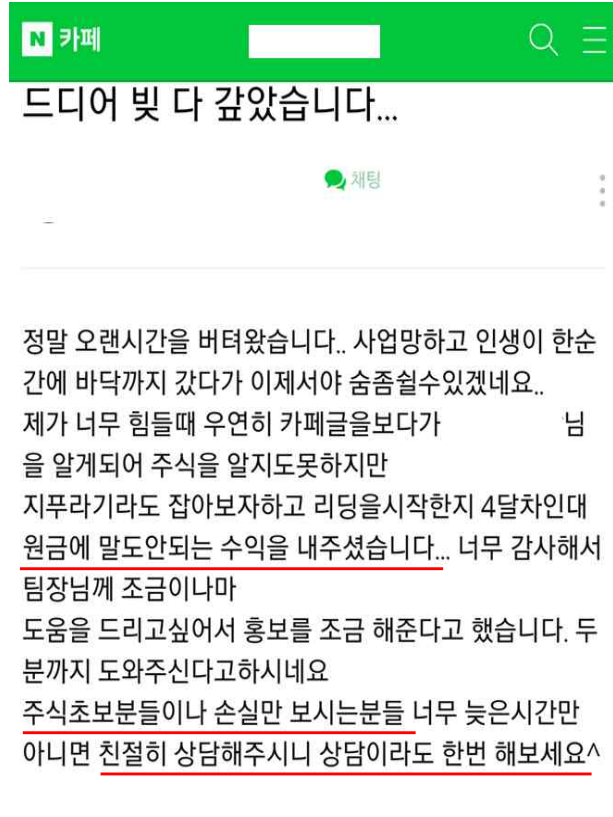 N 카페
드디어 빚 다 갚았습니다...
채팅
정말 오랜시간을 버텨왔습니다.. 사업망하고 인생이 한순
간에 바닥까지 갔다가 이제서야 숨좀쉴수있겠네요..
제가 너무 힘들때 우연히 카페글을보다가 님
을 알게되어 주식을 알지도못하지만
지푸라기라도 잡아보자하고 리딩을시작한지 4달차인대
원금에 말도안되는 수익을 내주셨습니다... 너무 감사해서
팀장님께 조금이나마
도움을 드리고싶어서 홍보를 조금 해준다고 했습니다. 두
분까지 도와주신다고하시네요
주식초보분들이나 손실만 보시는분들 너무 늦은시간만
아니면 친절히 상담해주시니 상담이라도 한번 해보세요^